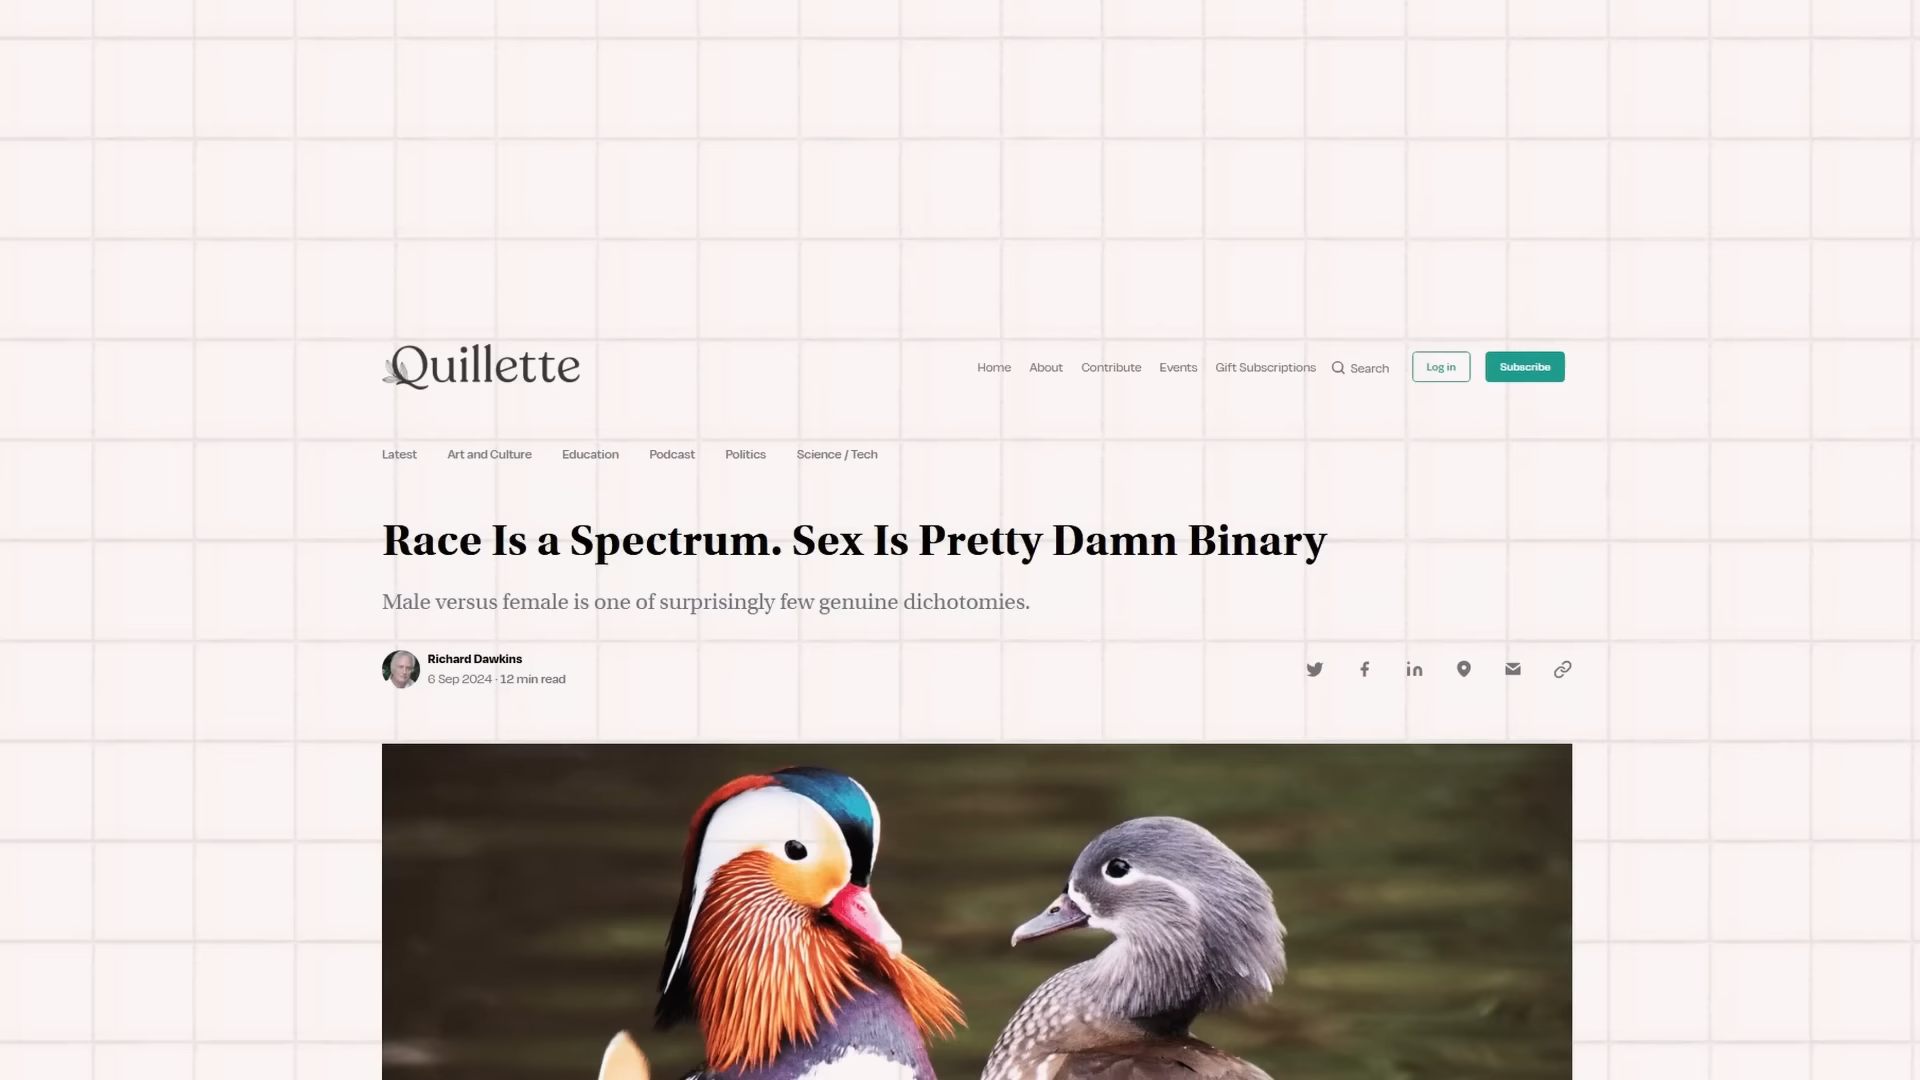 Quillette
Home About Contribute Events Gift Subscriptions Search Log in Subscribe
Latest Art and Culture Education Podcast Politics Science / Tech
Race Is a Spectrum. Sex Is Pretty Damn Binary
Male versus female is one of surprisingly few genuine dichotomies.
Richard Dawkins
6 Sep 2024 · 12 min read